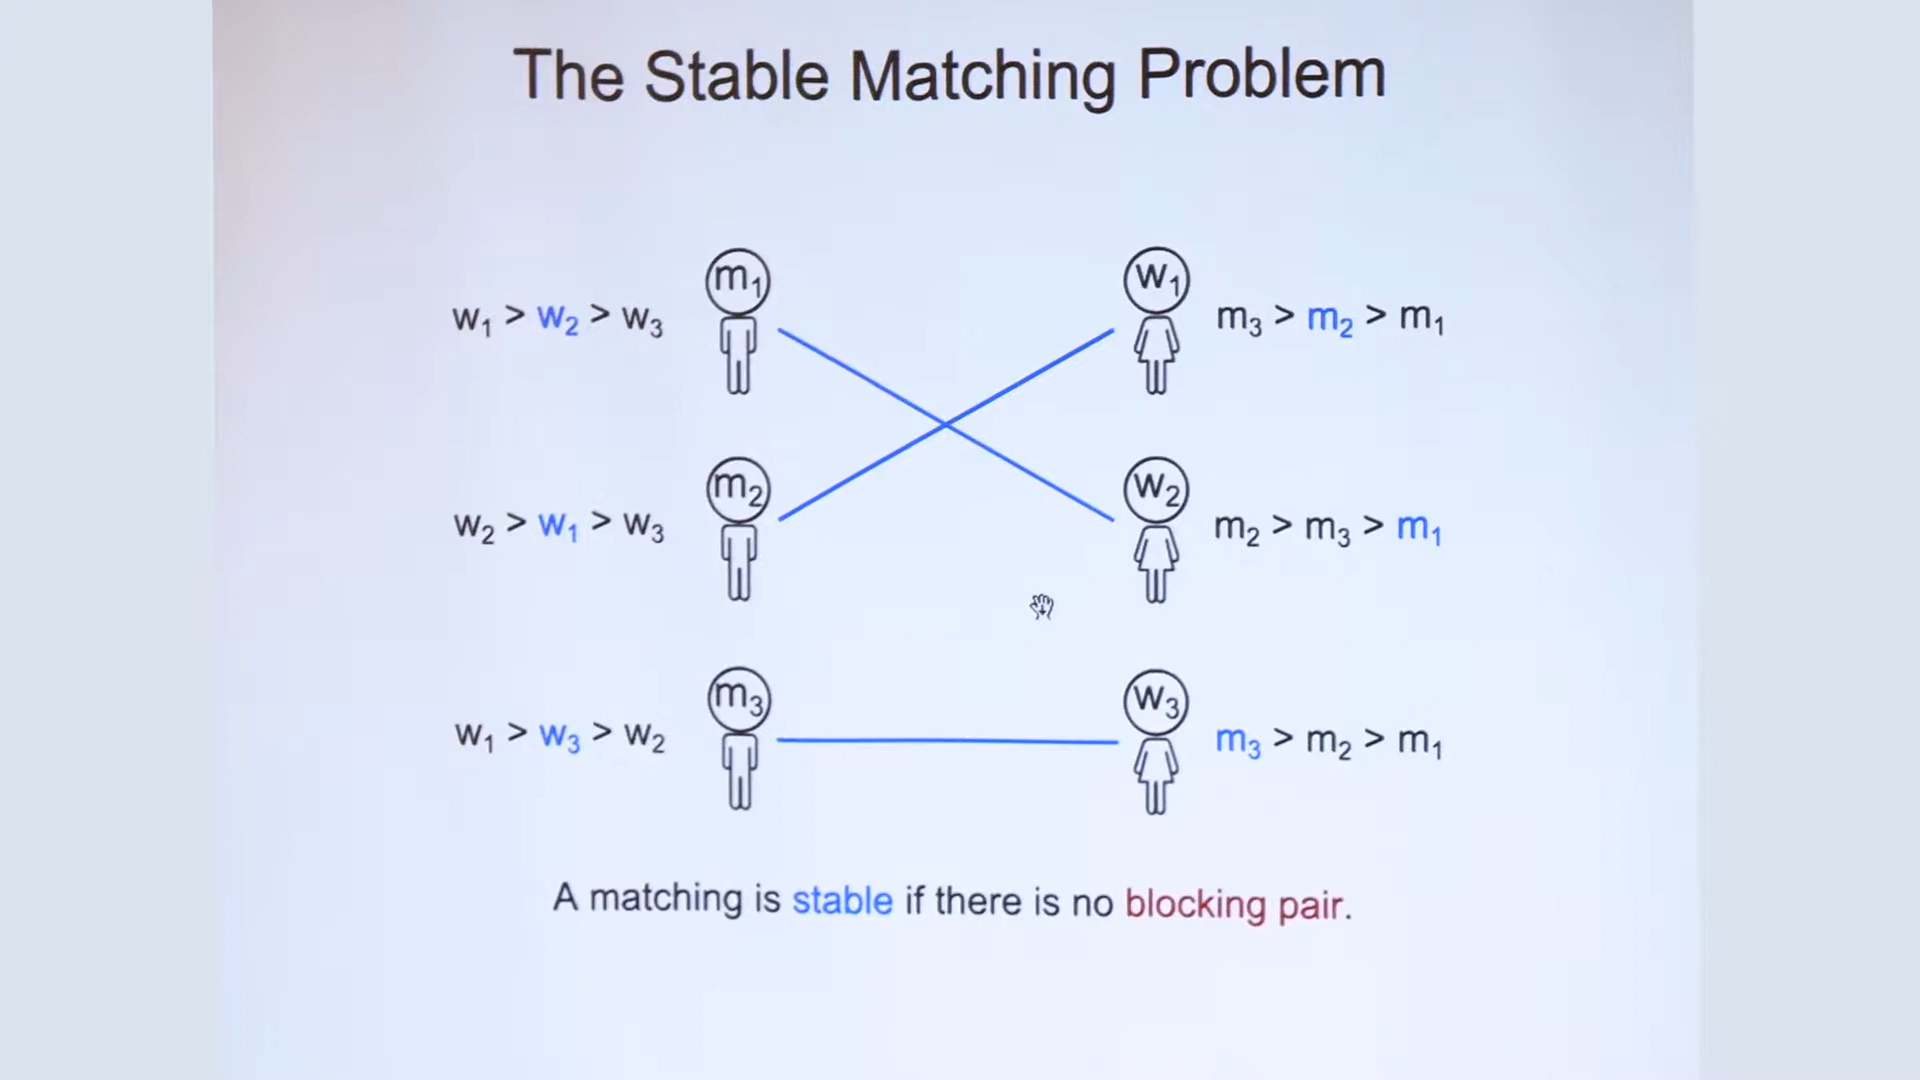 The Stable Matching Problem
m₁
w₁
w₁ > w₂ > w₃
m₃ > m₂ > m₁
m₂
w₂
w₂ > w₁ > w₃
m₂ > m₃ > m₁
m₃
w₃
w₁ > w₃ > w₂
m₃ > m₂ > m₁
A matching is stable if there is no blocking pair.